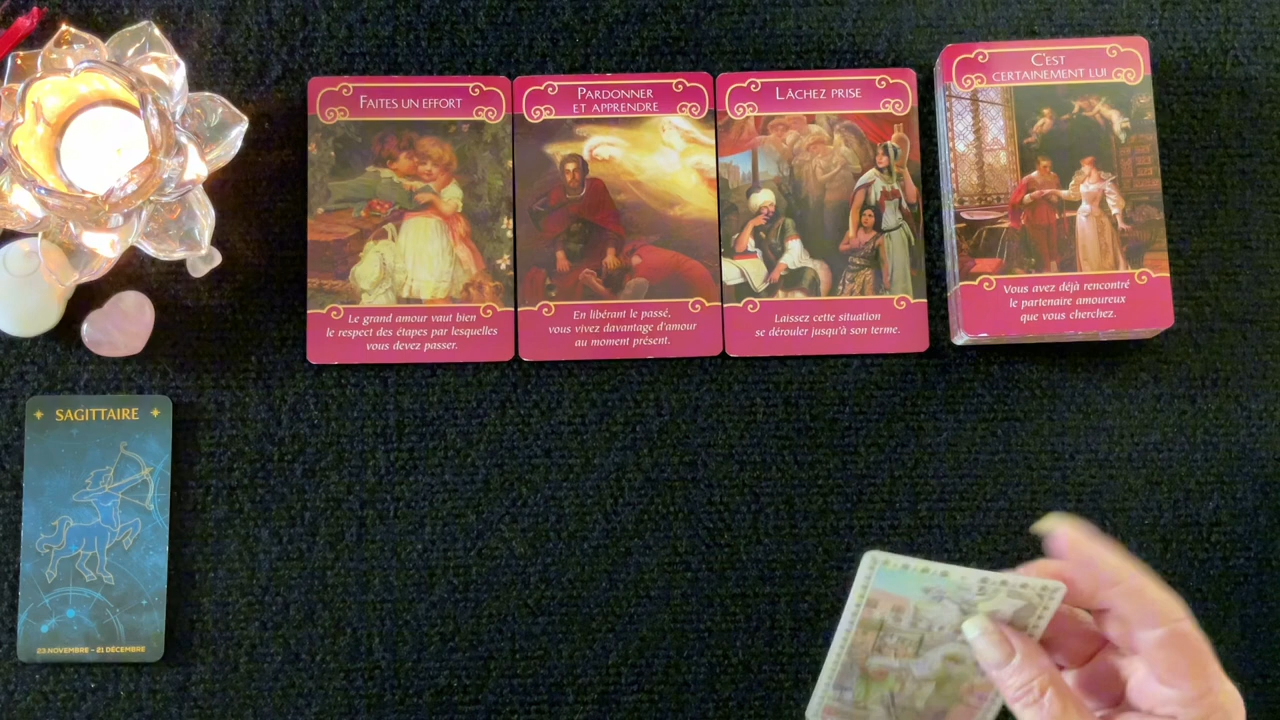 FAITES UN EFFORT
Le grand amour vaut bien
le respect des étapes par lesquelles
vous devez passer.
PARDONNER
ET APPRENDRE
En libérant le passé,
vous vivez davantage d'amour
au moment présent.
LÂCHEZ PRISE
Laissez cette situation
se dérouler jusqu'à son terme.
C'EST
CERTAINEMENT LUI
Vous avez déjà rencontré
le partenaire amoureux
que vous cherchez.
SAGITTAIRE
23 NOVEMBRE - 21 DÉCEMBRE